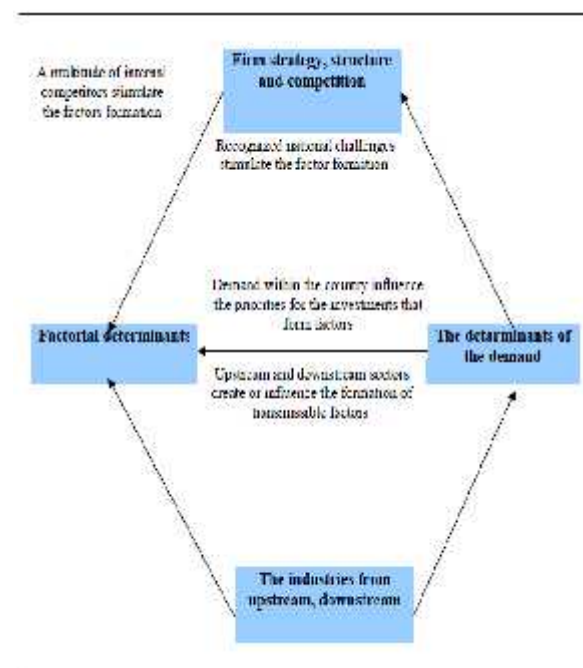 Firm strategy, structure
and competition
A multitude of internal
competitors stimulate
the factors formation
Recognized national challenges
stimulate the factor formation
Demand within the country influence
the priorities for the investments that
form factors
Factorial determinants
The determinants of
the demand
Upstream and downstream sectors
create or influence the formation of
transmissible factors
The industries from
upstream, downstream